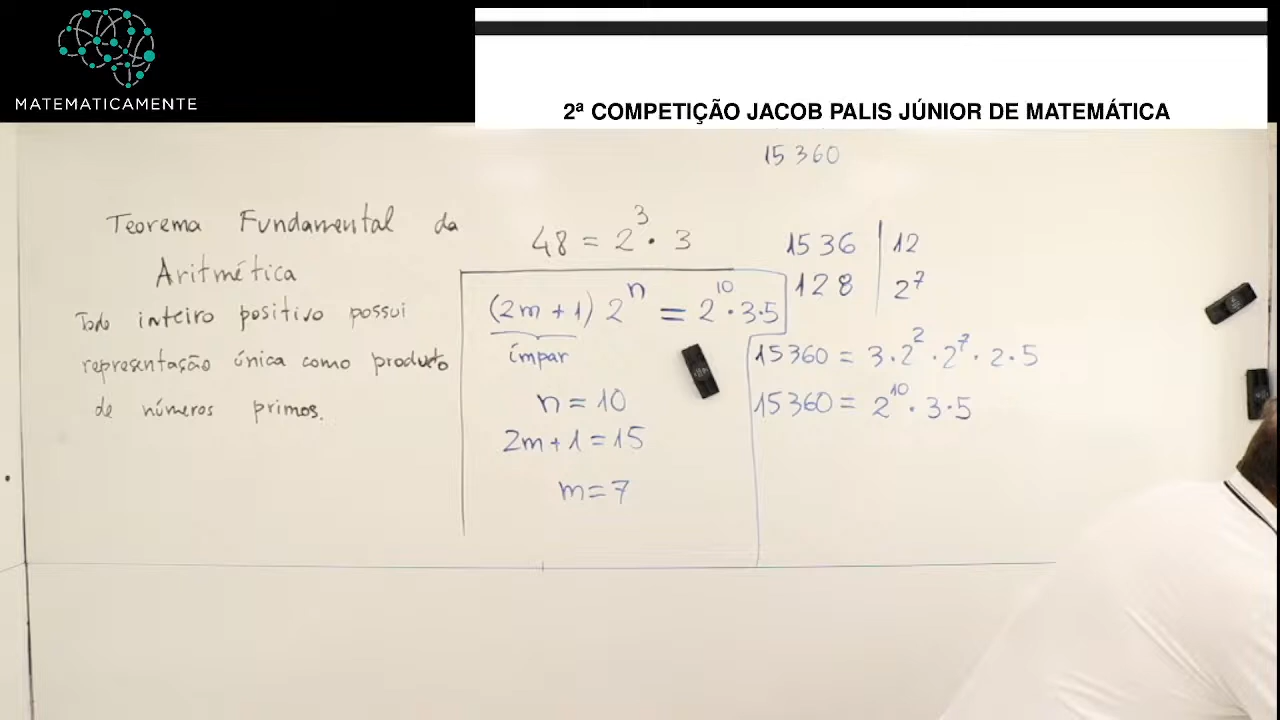 MATEMATICAMENTE
2ª COMPETIÇÃO JACOB PALIS JÚNIOR DE MATEMÁTICA
15360
Teorema Fundamental da
Aritmética
Todo inteiro positivo possui
representação única como produto
de números primos.
48 = 2³ · 3
(2m + 1) 2ⁿ = 2¹⁰ · 3 · 5
ímpar
n = 10
2m + 1 = 15
m = 7
1536 | 12
128 | 2⁷
15360 = 3 · 2² · 2⁷ · 2 · 5
15360 = 2¹⁰ · 3 · 5